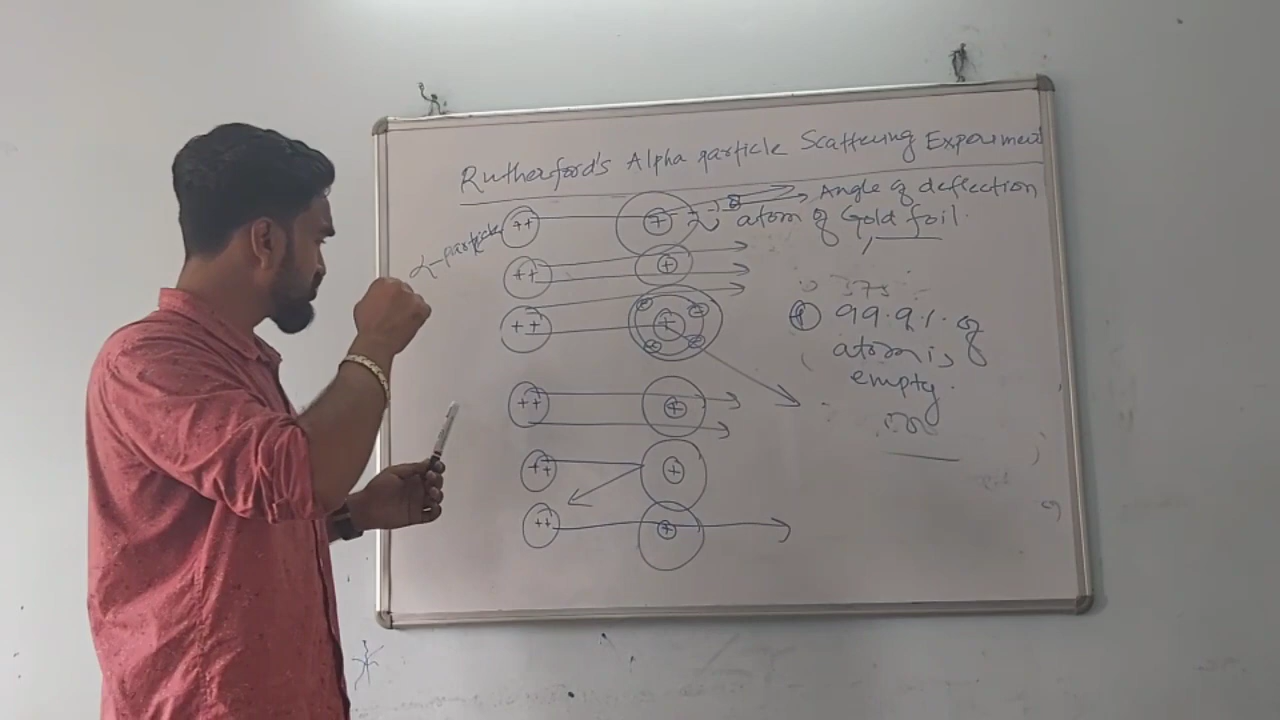 Rutherford's Alpha particle Scattering Experiment
Angle of deflection
α-particle ++ + θ atom of Gold foil.
++ +
++ +
① 99.9% of
atom is
empty.
++ +
++ +
++ +